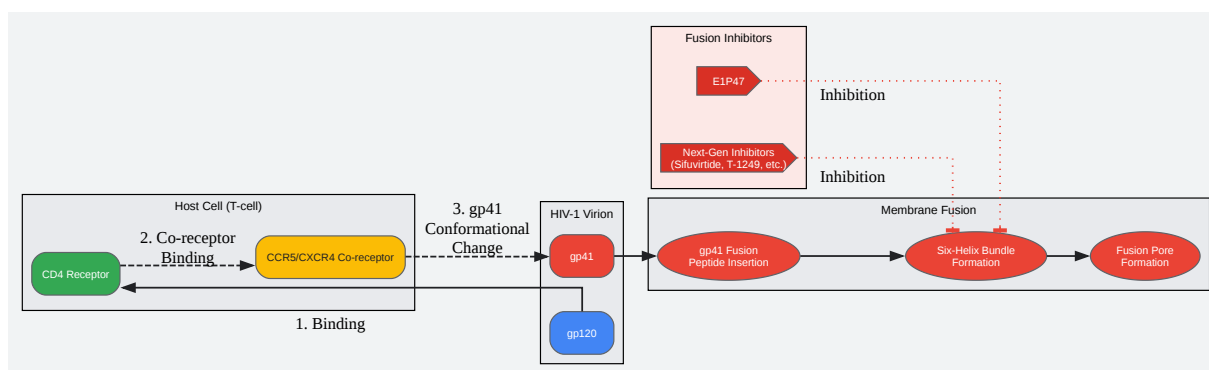 Fusion Inhibitors
E1P47
Inhibition
Next-Gen Inhibitors
(Sifuvirtide, T-1249, etc.)
Inhibition
Host Cell (T-cell)
CD4 Receptor
2. Co-receptor
Binding
CCR5/CXCR4 Co-receptor
3. gp41
Conformational
Change
HIV-1 Virion
gp41
gp120
1. Binding
Membrane Fusion
gp41 Fusion
Peptide Insertion
Six-Helix Bundle
Formation
Fusion Pore
Formation